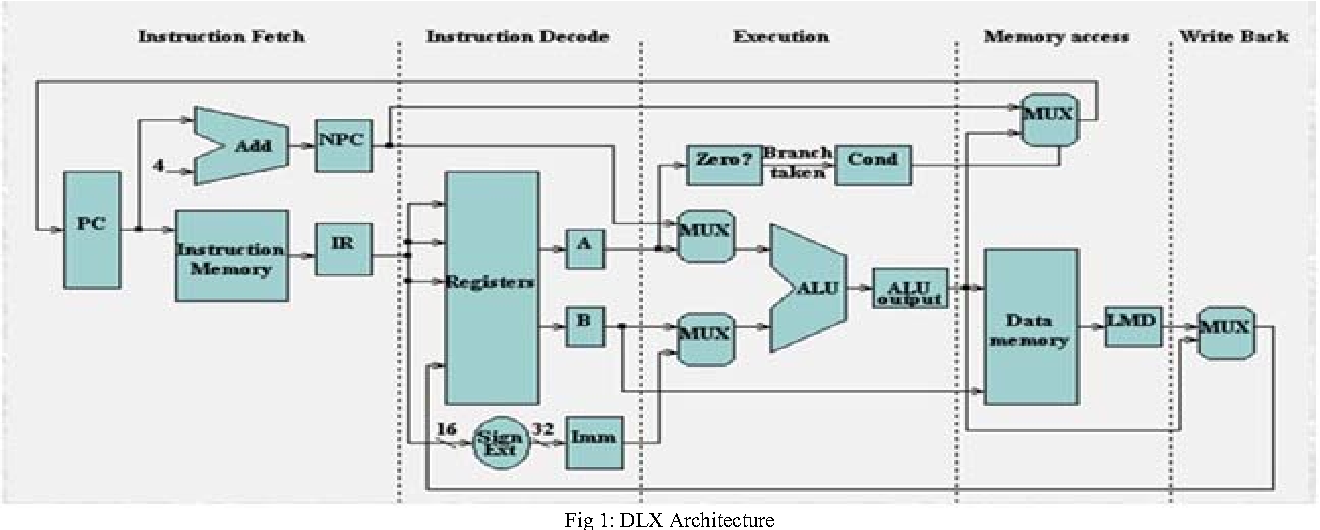 Instruction Fetch
Instruction Decode
Execution
Memory access
Write Back
Add
NPC
4
PC
Instruction
Memory
IR
Registers
A
B
16
Sign
Ext
32
Imm
Zero?
Branch
taken
Cond
MUX
MUX
MUX
ALU
ALU
output
Data
memory
LMD
MUX
Fig 1: DLX Architecture